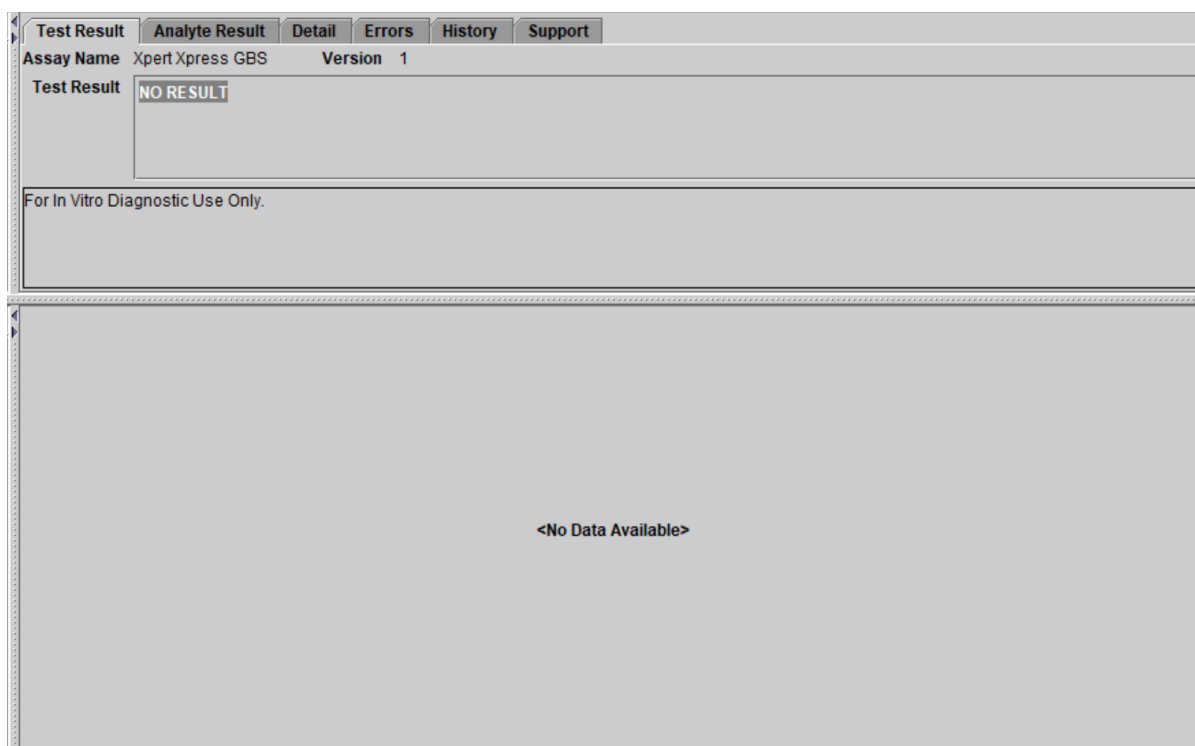 Test Result Analyte Result Detail Errors History Support
Assay Name Xpert Xpress GBS Version 1
Test Result NO RESULT
For In Vitro Diagnostic Use Only.
<No Data Available>